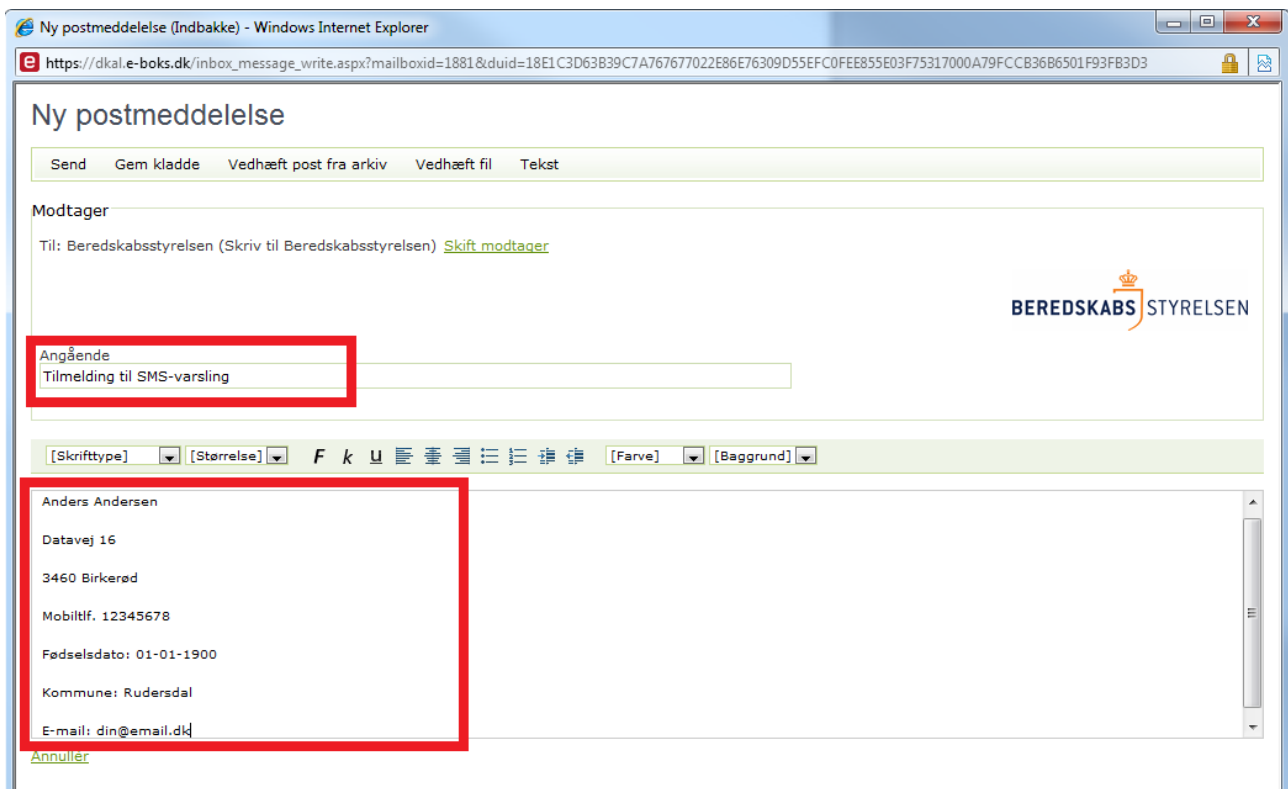 Ny postmeddelelse (Indbakke) - Windows Internet Explorer
https://dkal.e-boks.dk/inbox_message_write.aspx?mailboxid=1881&duid=18E1C3D63B39C7A767677022E86E76309D55EFC0FEE855E03F75317000A79FCCB36B6501F93FB3D3
Ny postmeddelelse
Send Gem kladde Vedhæft post fra arkiv Vedhæft fil Tekst
Modtager
Til: Beredskabsstyrelsen (Skriv til Beredskabsstyrelsen) Skift modtager
BEREDSKABS STYRELSEN
Angående
Tilmelding til SMS-varsling
[Skrifttype] [Størrelse] F k u [Farve] [Baggrund]
Anders Andersen
Datavej 16
3460 Birkerød
Mobiltlf. 12345678
Fødselsdato: 01-01-1900
Kommune: Rudersdal
E-mail: din@email.dk
Annullér